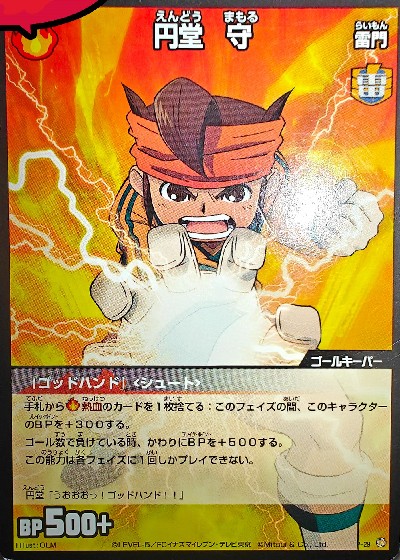 えんどう まもる
円堂 守
らいもん
雷門
雷
ゴールキーパー
「ゴッドハンド」<シュート>
手札から熱血のカードを1枚捨てる:このフェイズの間、このキャラクター
のBPを+300する。
ゴール数で負けている時、かわりにBPを+500する。
この能力は各フェイズに1回しかプレイできない。
円堂「うおおおっ!ゴッドハンド!!」
BP500+
Illust:OLM